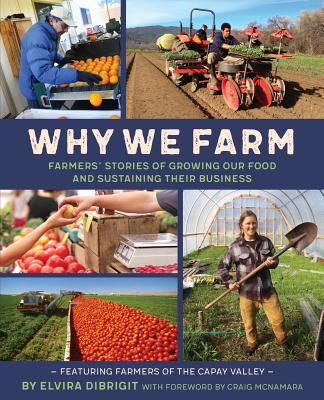 WHY WE FARM
FARMERS' STORIES OF GROWING OUR FOOD
AND SUSTAINING THEIR BUSINESS
– FEATURING FARMERS OF THE CAPAY VALLEY –
BY ELVIRA DIBRIGIT WITH FOREWORD BY CRAIG MCNAMARA